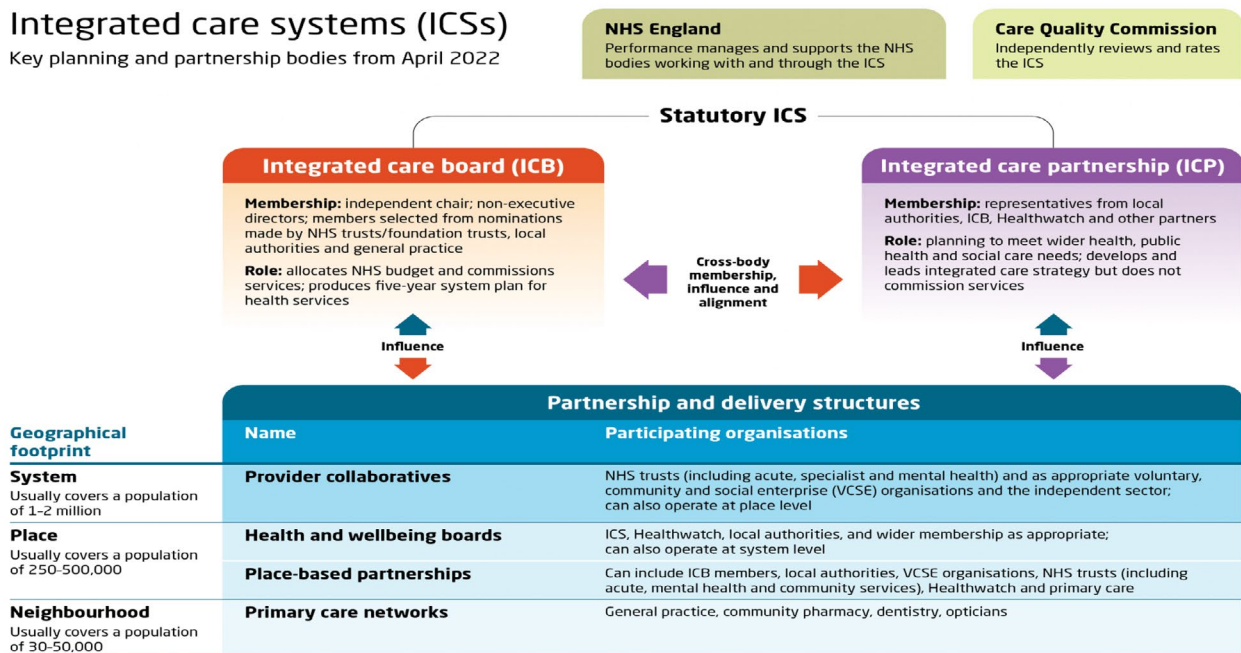 Integrated care systems (ICSs)
Key planning and partnership bodies from April 2022
NHS England
Performance manages and supports the NHS
bodies working with and through the ICS
Care Quality Commission
Independently reviews and rates
the ICS
Statutory ICS
Integrated care board (ICB)
Membership: independent chair; non-executive
directors; members selected from nominations
made by NHS trusts/foundation trusts, local
authorities and general practice
Role: allocates NHS budget and commissions
services; produces five-year system plan for
health services
Cross-body
membership,
influence and
alignment
Integrated care partnership (ICP)
Membership: representatives from local
authorities, ICB, Healthwatch and other partners
Role: planning to meet wider health, public
health and social care needs; develops and
leads integrated care strategy but does not
commission services
Influence
Influence
Partnership and delivery structures
Geographical
footprint
Name
Participating organisations
System
Usually covers a population
of 1–2 million
Provider collaboratives
NHS trusts (including acute, specialist and mental health) and as appropriate voluntary,
community and social enterprise (VCSE) organisations and the independent sector;
can also operate at place level
Place
Usually covers a population
of 250–500,000
Health and wellbeing boards
ICS, Healthwatch, local authorities, and wider membership as appropriate;
can also operate at system level
Place-based partnerships
Can include ICB members, local authorities, VCSE organisations, NHS trusts (including
acute, mental health and community services), Healthwatch and primary care
Neighbourhood
Usually covers a population
of 30–50,000
Primary care networks
General practice, community pharmacy, dentistry, opticians